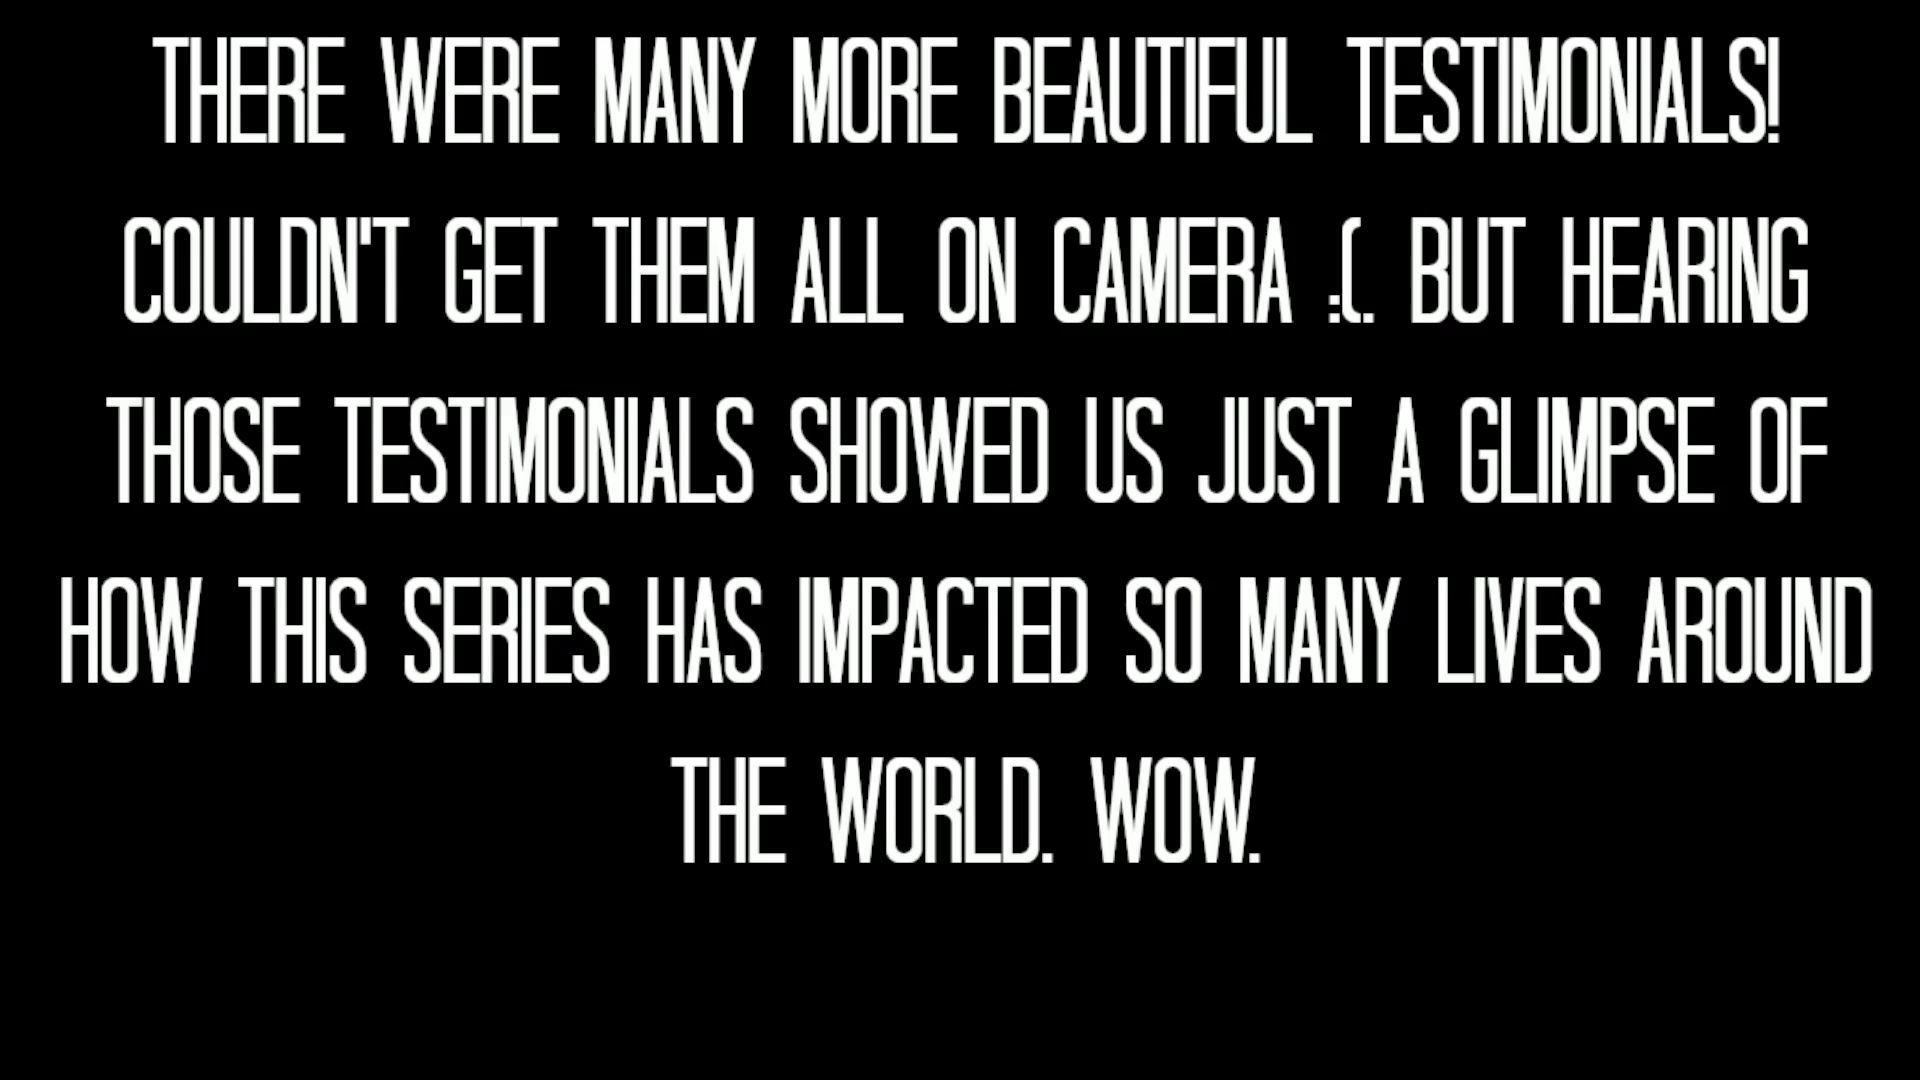 THERE WERE MANY MORE BEAUTIFUL TESTIMONIALS!
COULDN'T GET THEM ALL ON CAMERA :(. BUT HEARING
THOSE TESTIMONIALS SHOWED US JUST A GLIMPSE OF
HOW THIS SERIES HAS IMPACTED SO MANY LIVES AROUND
THE WORLD. WOW.